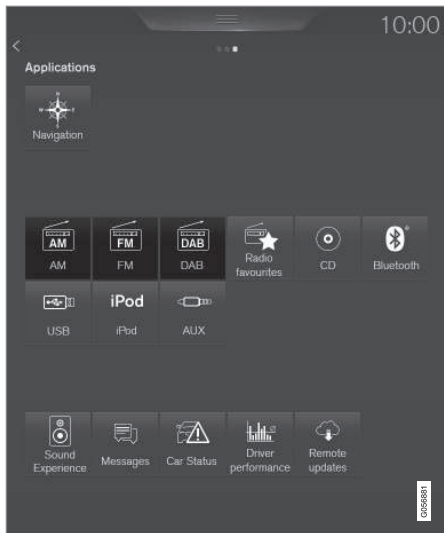 10:00
Applications
N
W E
S
Navigation
AM FM DAB
AM FM DAB Radio favourites CD Bluetooth
iPod
USB iPod AUX
Sound Experience Messages Car Status Driver performance Remote updates
G056881